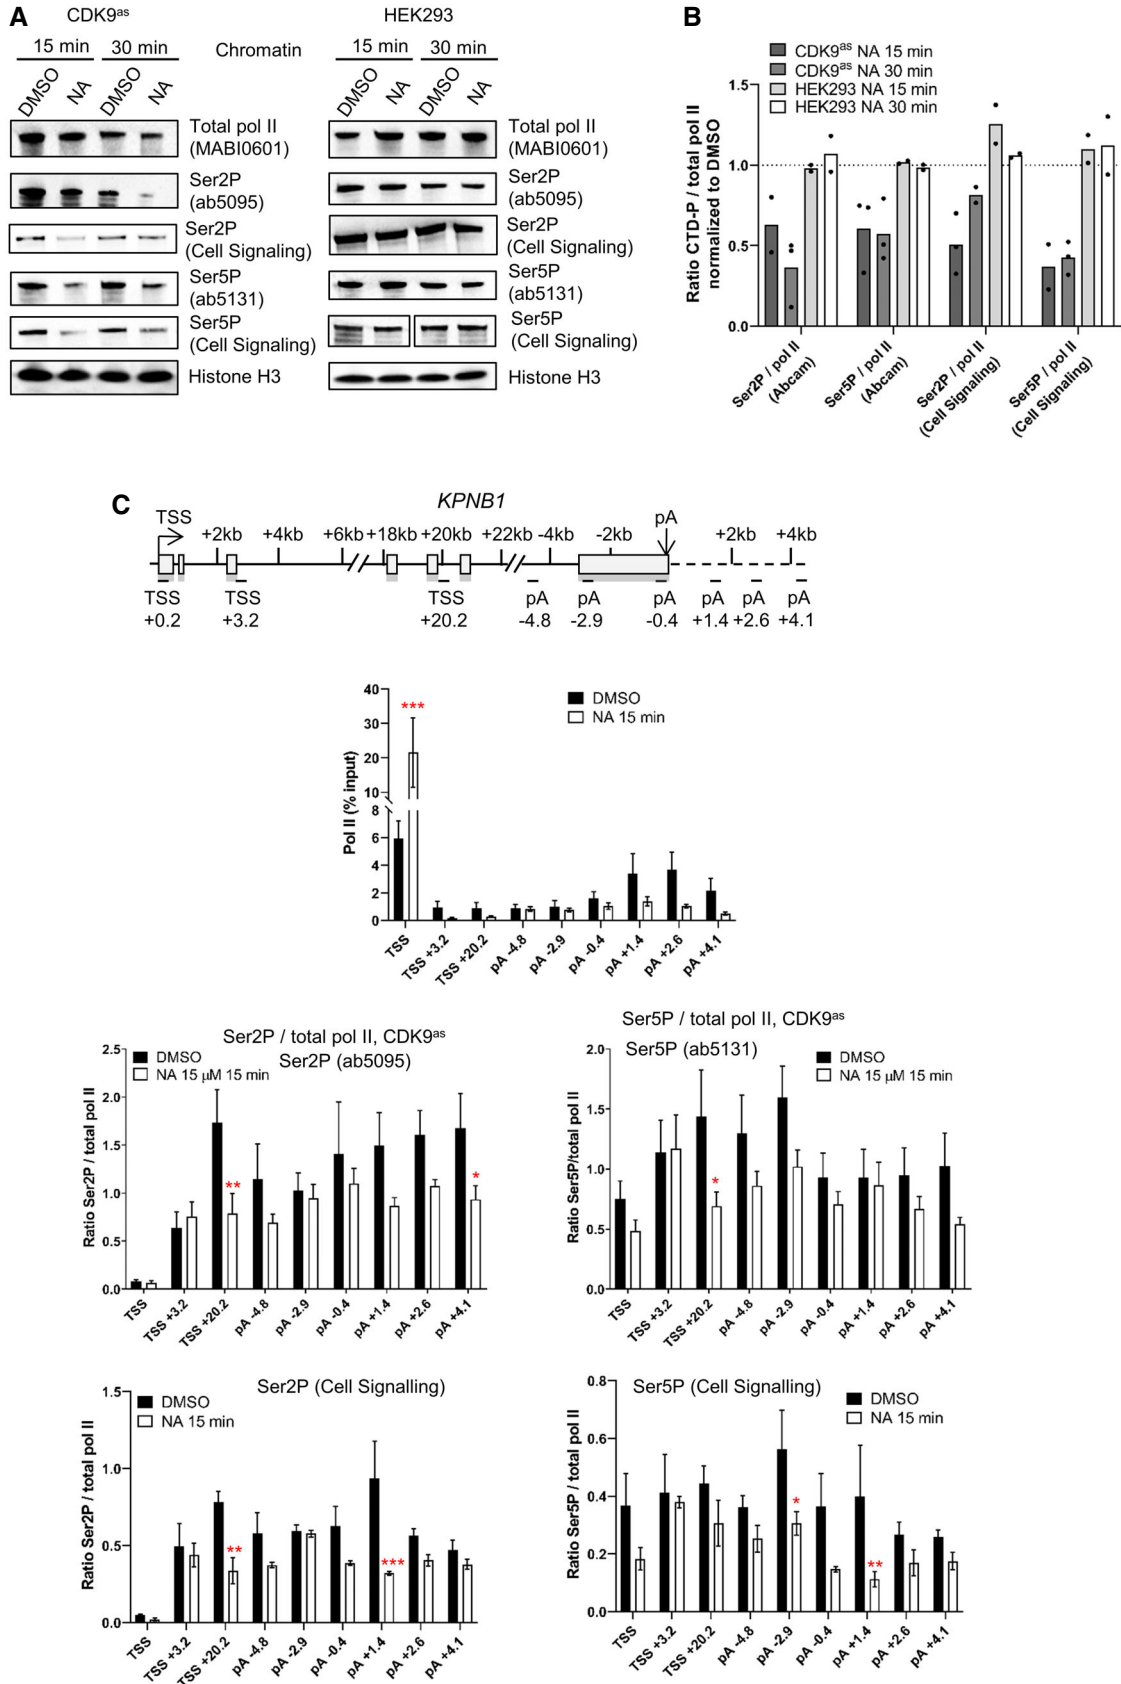 A
CDK9as
HEK293
15 min
30 min
Chromatin
15 min
30 min
DMSO
NA
DMSO
NA
DMSO
NA
DMSO
NA
Total pol II
(MABI0601)
Ser2P
(ab5095)
Ser2P
(Cell Signaling)
Ser5P
(ab5131)
Ser5P
(Cell Signaling)
Histone H3
Total pol II
(MABI0601)
Ser2P
(ab5095)
Ser2P
(Cell Signaling)
Ser5P
(ab5131)
Ser5P
(Cell Signaling)
Histone H3
B
CDK9as NA 15 min
CDK9as NA 30 min
HEK293 NA 15 min
HEK293 NA 30 min
Ratio CTD-P / total pol II
normalized to DMSO
1.5
1.0
0.5
0.0
Ser2P / pol II
(Abcam)
Ser5P / pol II
(Abcam)
Ser2P / pol II
(Cell Signaling)
Ser5P / pol II
(Cell Signaling)
C
KPNB1
TSS
pA
+2kb
+4kb
+6kb
+18kb
+20kb
+22kb
-4kb
-2kb
+2kb
+4kb
TSS
TSS
TSS
pA
pA
pA
pA
pA
pA
+0.2
+3.2
+20.2
-4.8
-2.9
-0.4
+1.4
+2.6
+4.1
DMSO
NA 15 min
Pol II (% input)
40
30
20
10
8
6
4
2
0
***
TSS
TSS +3.2
TSS +20.2
pA -4.8
pA -2.9
pA -0.4
pA +1.4
pA +2.6
pA +4.1
Ser2P / total pol II, CDK9as
Ser2P (ab5095)
DMSO
NA 15 μM 15 min
Ratio Ser2P / total pol II
2.5
2.0
1.5
1.0
0.5
0.0
**
*
TSS
TSS +3.2
TSS +20.2
pA -4.8
pA -2.9
pA -0.4
pA +1.4
pA +2.6
pA +4.1
Ser5P / total pol II, CDK9as
Ser5P (ab5131)
DMSO
NA 15 μM 15 min
Ratio Ser5P/total pol II
2.0
1.5
1.0
0.5
0.0
*
TSS
TSS +3.2
TSS +20.2
pA -4.8
pA -2.9
pA -0.4
pA +1.4
pA +2.6
pA +4.1
Ser2P (Cell Signalling)
DMSO
NA 15 min
Ratio Ser2P / total pol II
1.5
1.0
0.5
0.0
**
***
TSS
TSS +3.2
TSS +20.2
pA -4.8
pA -2.9
pA -0.4
pA +1.4
pA +2.6
pA +4.1
Ser5P (Cell Signalling)
DMSO
NA 15 min
Ratio Ser5P / total pol II
0.8
0.6
0.4
0.2
0.0
*
**
TSS
TSS +3.2
TSS +20.2
pA -4.8
pA -2.9
pA -0.4
pA +1.4
pA +2.6
pA +4.1